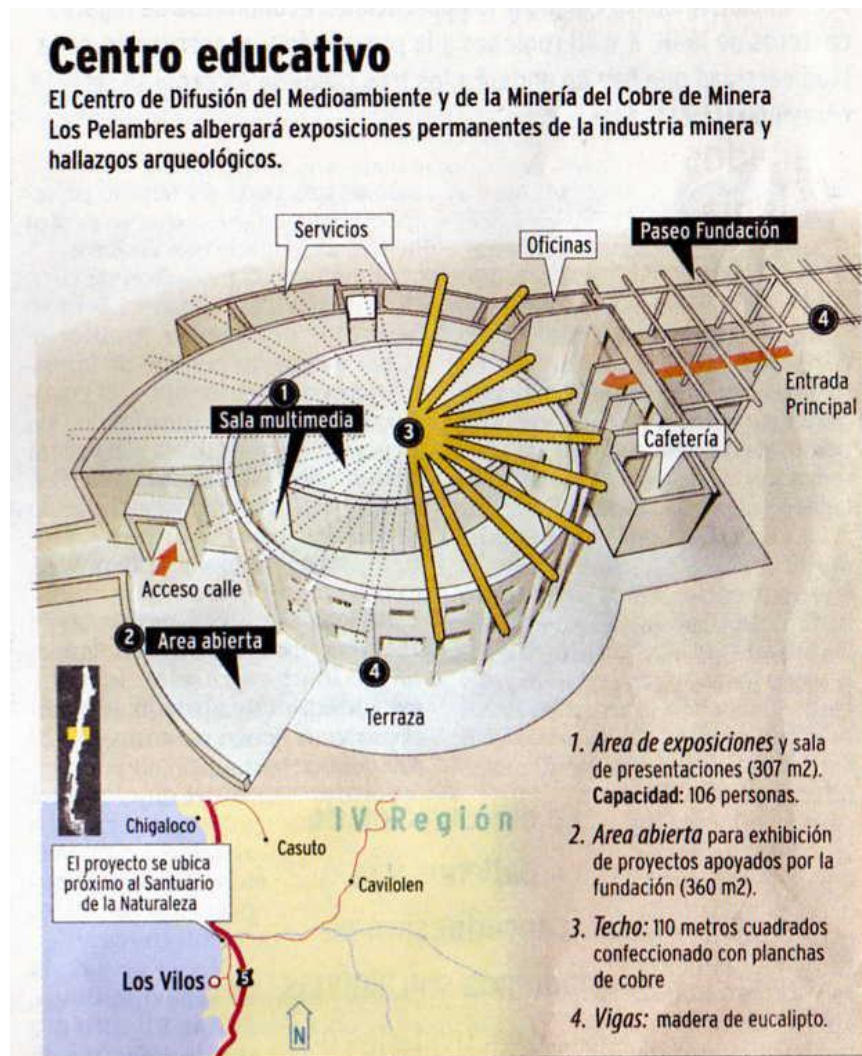 Centro educativo
El Centro de Difusión del Medioambiente y de la Minería del Cobre de Minera
Los Pelambres albergará exposiciones permanentes de la industria minera y
hallazgos arqueológicos.
Servicios
Oficinas
Paseo Fundación
4
Entrada
Principal
1
Sala multimedia
3
Cafetería
Acceso calle
2 Area abierta
4
Terraza
1. Area de exposiciones y sala
de presentaciones (307 m2).
Capacidad: 106 personas.
2. Area abierta para exhibición
de proyectos apoyados por la
fundación (360 m2).
3. Techo: 110 metros cuadrados
confeccionado con planchas
de cobre
4. Vigas: madera de eucalipto.
IV Región
Chigaloco
Casuto
Cavilolen
El proyecto se ubica
próximo al Santuario
de la Naturaleza
Los Vilos
5
N